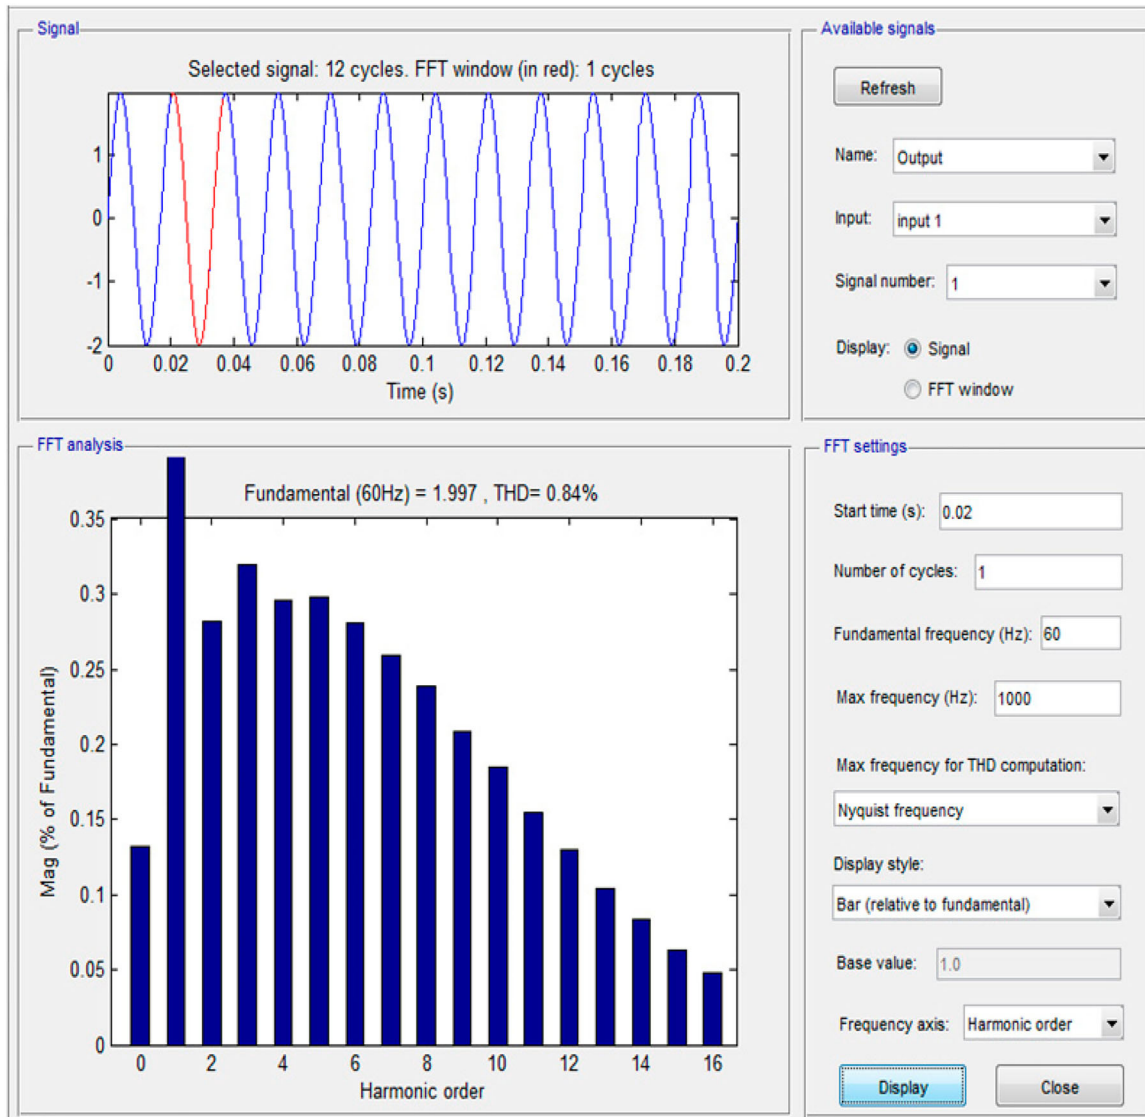 Signal
Selected signal: 12 cycles. FFT window (in red): 1 cycles
1
0
-1
-2
0 0.02 0.04 0.06 0.08 0.1 0.12 0.14 0.16 0.18 0.2
Time (s)
Available signals
Refresh
Name: Output
Input: input 1
Signal number: 1
Display: Signal
FFT window
FFT analysis
Fundamental (60Hz) = 1.997 , THD= 0.84%
0.35
0.3
0.25
0.2
0.15
0.1
0.05
0
Mag (% of Fundamental)
0 2 4 6 8 10 12 14 16
Harmonic order
FFT settings
Start time (s): 0.02
Number of cycles: 1
Fundamental frequency (Hz): 60
Max frequency (Hz): 1000
Max frequency for THD computation:
Nyquist frequency
Display style:
Bar (relative to fundamental)
Base value: 1.0
Frequency axis: Harmonic order
Display Close